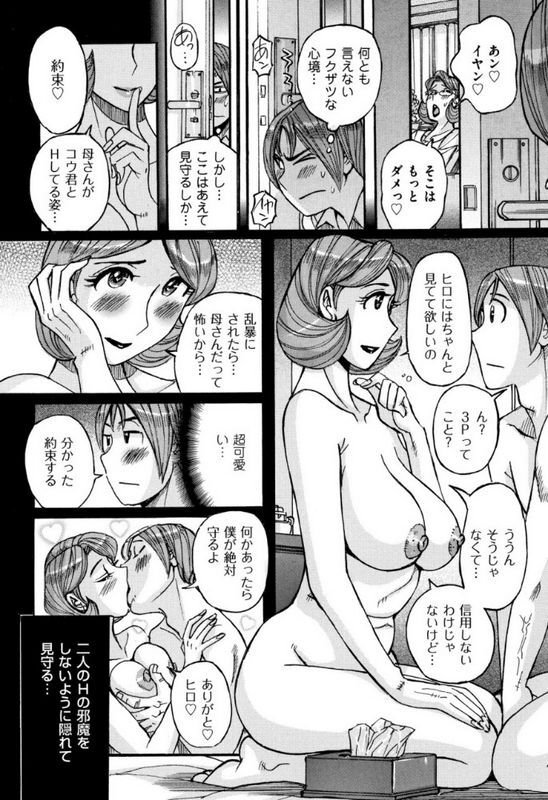 あン♡
イヤン♡
そこは
もっと
ダメっ♡
何とも
言えない
フクザツな
心境…
あん
イヤン
あっ…
しかし…
ここはあえて
見守るしか…
約束♡
母さんが
コウ君と
Hしてる姿…
ヒロにはちゃんと
見てて欲しいの
ん?
3Pって
こと?
ううん
そうじゃ
なくて…
信用しない
わけじゃ
ないけど…
乱暴に
されたら…
母さんだって
怖いから…
超可愛
い…
分かった
約束する
何かあったら
僕が絶対
守るよ
ありがと♡
ヒロ♡
二人のHの邪魔を
しないように隠れて
見守る…